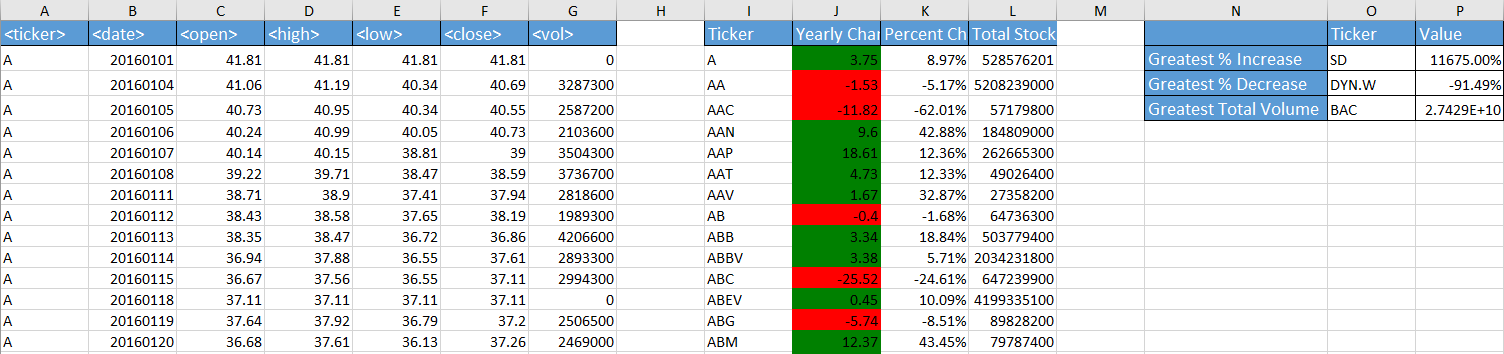 A B C D E F G H I J K L M N O P
<ticker> <date> <open> <high> <low> <close> <vol> Ticker Yearly Char Percent Ch Total Stock Ticker Value
A 20160101 41.81 41.81 41.81 41.81 0 A 3.75 8.97% 528576201 Greatest % Increase SD 11675.00%
A 20160104 41.06 41.19 40.34 40.69 3287300 AA -1.53 -5.17% 5208239000 Greatest % Decrease DYN.W -91.49%
A 20160105 40.73 40.95 40.34 40.55 2587200 AAC -11.82 -62.01% 57179800 Greatest Total Volume BAC 2.7429E+10
A 20160106 40.24 40.99 40.05 40.73 2103600 AAN 9.6 42.88% 184809000
A 20160107 40.14 40.15 38.81 39 3504300 AAP 18.61 12.36% 262665300
A 20160108 39.22 39.71 38.47 38.59 3736700 AAT 4.73 12.33% 49026400
A 20160111 38.71 38.9 37.41 37.94 2818600 AAV 1.67 32.87% 27358200
A 20160112 38.43 38.58 37.65 38.19 1989300 AB -0.4 -1.68% 64736300
A 20160113 38.35 38.47 36.72 36.86 4206600 ABB 3.34 18.84% 503779400
A 20160114 36.94 37.88 36.55 37.61 2893300 ABBV 3.38 5.71% 2034231800
A 20160115 36.67 37.56 36.55 37.11 2994300 ABC -25.52 -24.61% 647239900
A 20160118 37.11 37.11 37.11 37.11 0 ABEV 0.45 10.09% 4199335100
A 20160119 37.64 37.92 36.79 37.2 2506500 ABG -5.74 -8.51% 89828200
A 20160120 36.68 37.61 36.13 37.26 2469000 ABM 12.37 43.45% 79787400